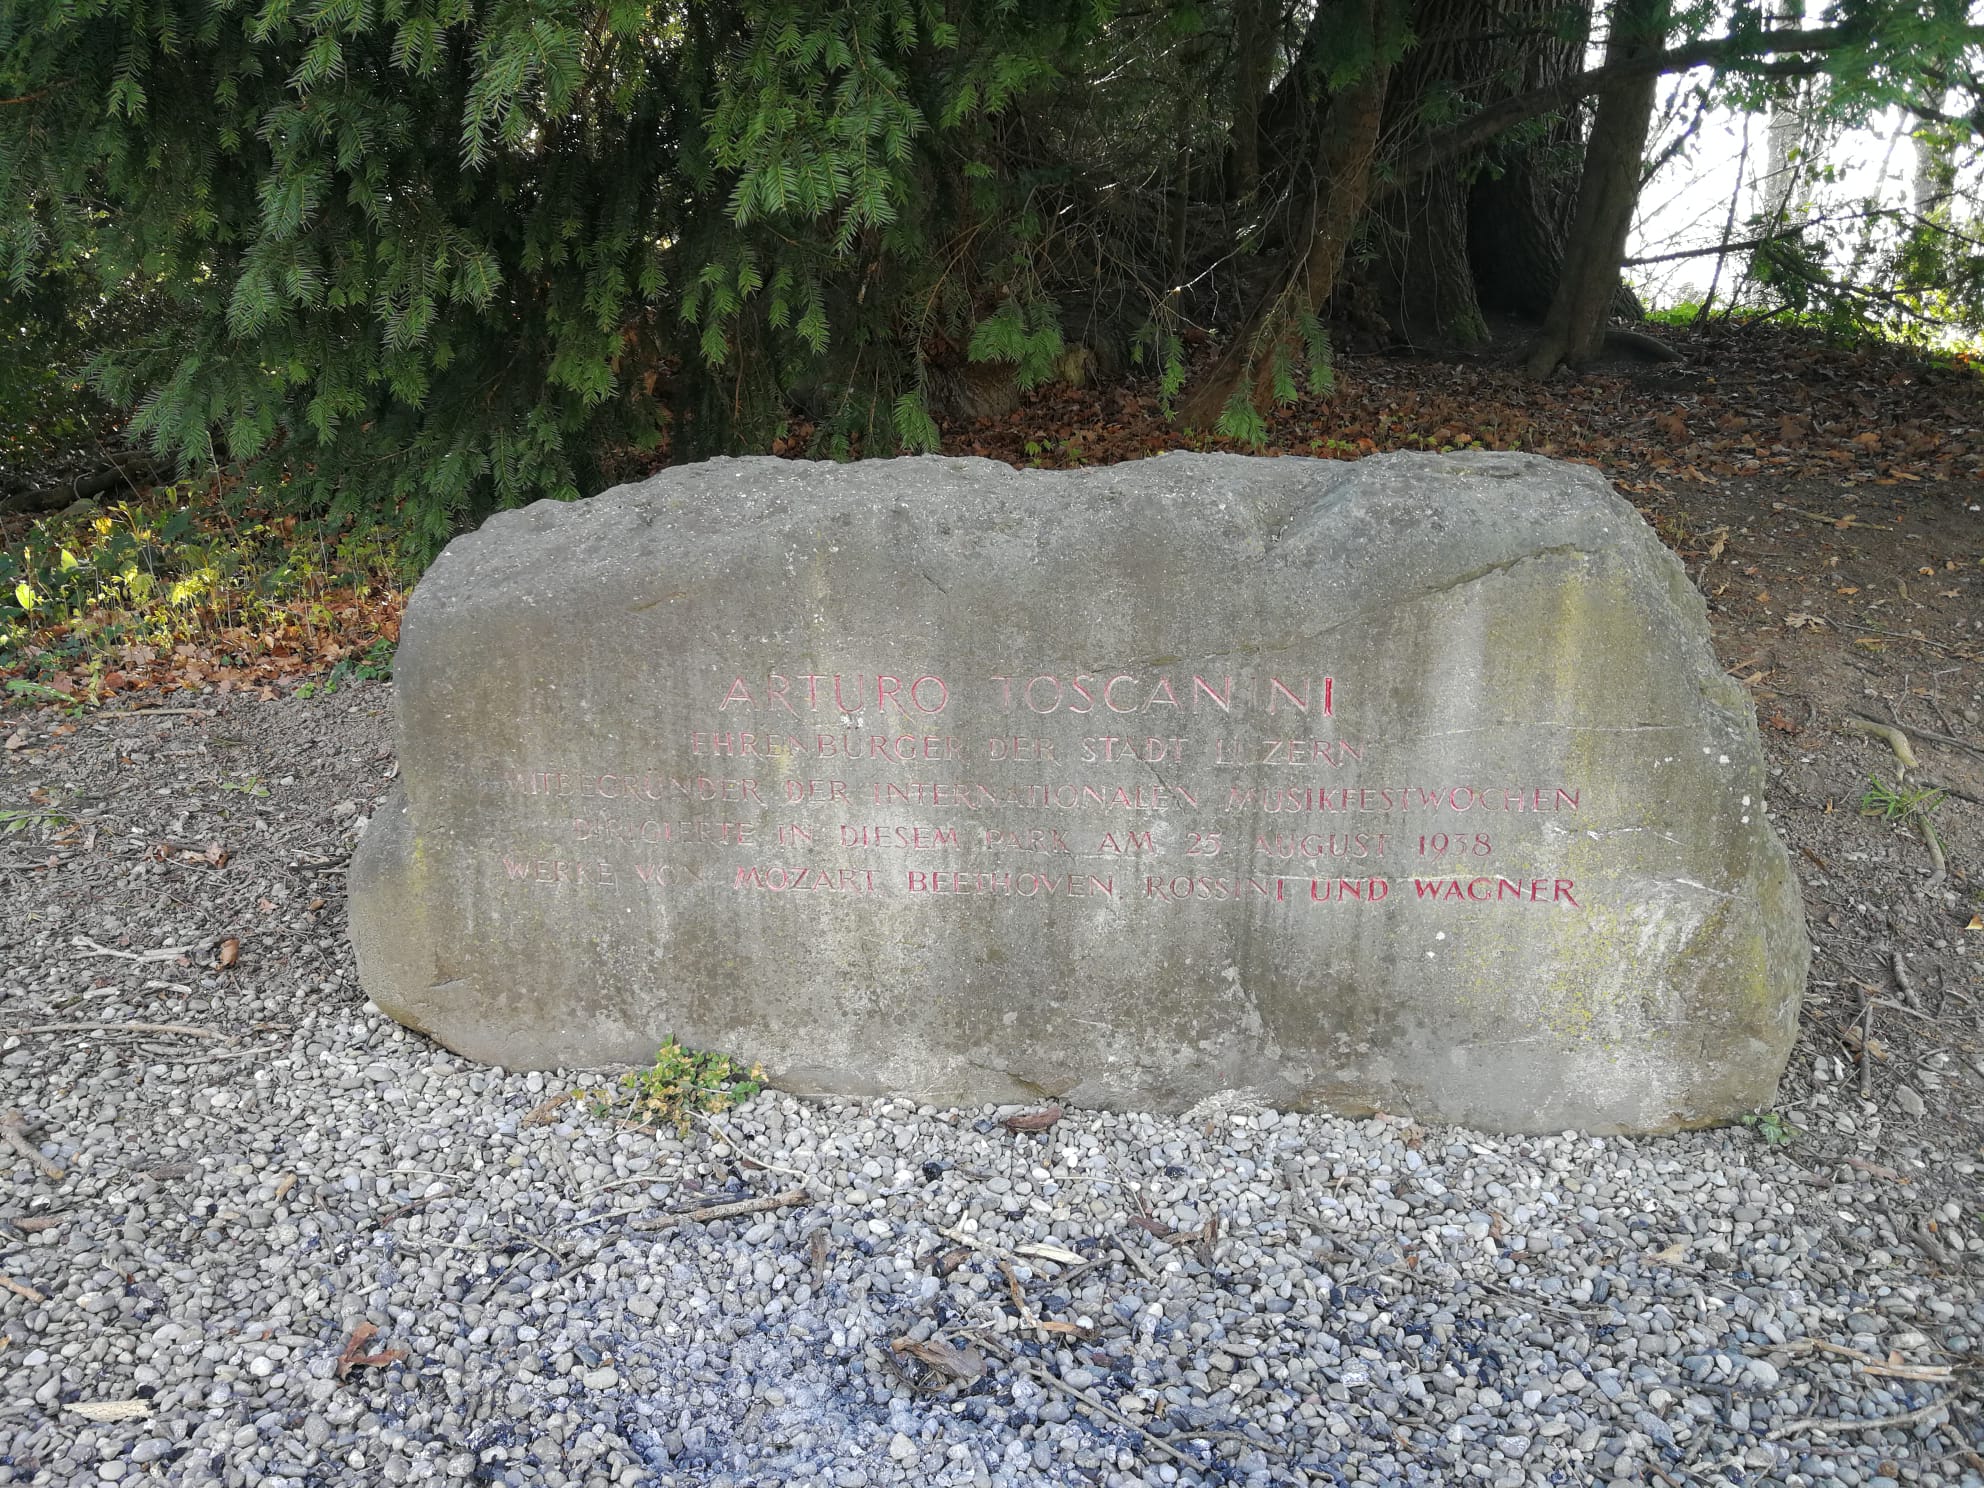 ARTURO TOSCANINI
EHRENBÜRGER DER STADT LUZERN
MITBEGRÜNDER DER INTERNATIONALEN MUSIKFESTWOCHEN
DIRIGIERTE IN DIESEM PARK AM 25. AUGUST 1938
WERKE VON MOZART, BEETHOVEN, ROSSINI UND WAGNER